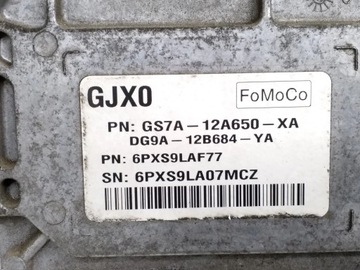 GJX0
FoMoCo
PN: GS7A-12A650-XA
DG9A-12B684-YA
PN: 6PXS9LAF77
SN: 6PXS9LA07MCZ